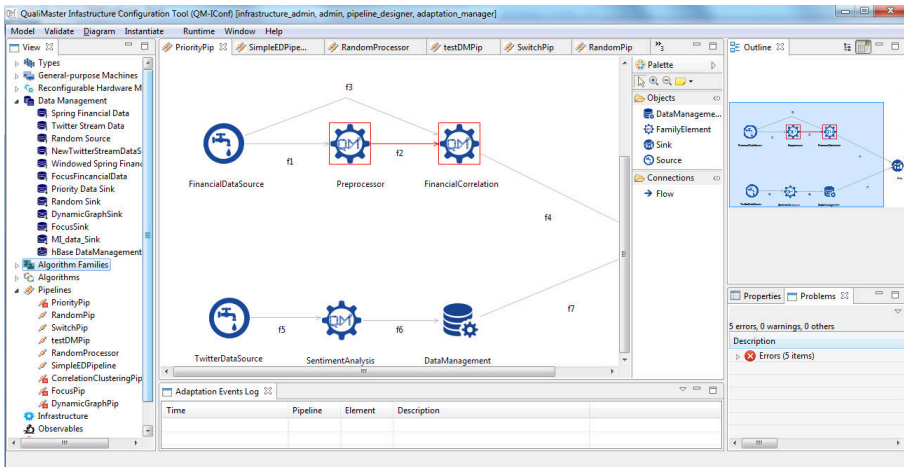 QualiMaster Infastructure Configuration Tool (QM-IConf) [infrastructure_admin, admin, pipeline_designer, adaptation_manager]
Model Validate Diagram Instantiate Runtime Window Help
View
Types
General-purpose Machines
Reconfigurable Hardware M
Data Management
Spring Financial Data
Twitter Stream Data
Random Source
NewTwitterStreamDataS
Windowed Spring Financ
FocusFincancialData
Priority Data Sink
Random Sink
DynamicGraphSink
FocusSink
MI_data_Sink
hBase DataManagement
Algorithm Families
Algorithms
Pipelines
PriorityPip
RandomPip
SwitchPip
testDMPip
RandomProcessor
SimpleEDPipeline
CorrelationClusteringPip
FocusPip
DynamicGraphPip
Infrastructure
Observables
PriorityPip SimpleEDPipe... RandomProcessor testDMPip SwitchPip RandomPip »3
f3
f1
f2
FinancialDataSource Preprocessor FinancialCorrelation
f4
f7
f5
f6
TwitterDataSource SentimentAnalysis DataManagement
Palette
Objects
DataManageme...
FamilyElement
Sink
Source
Connections
Flow
Adaptation Events Log
Time Pipeline Element Description
Outline
Properties Problems
5 errors, 0 warnings, 0 others
Description
Errors (5 items)